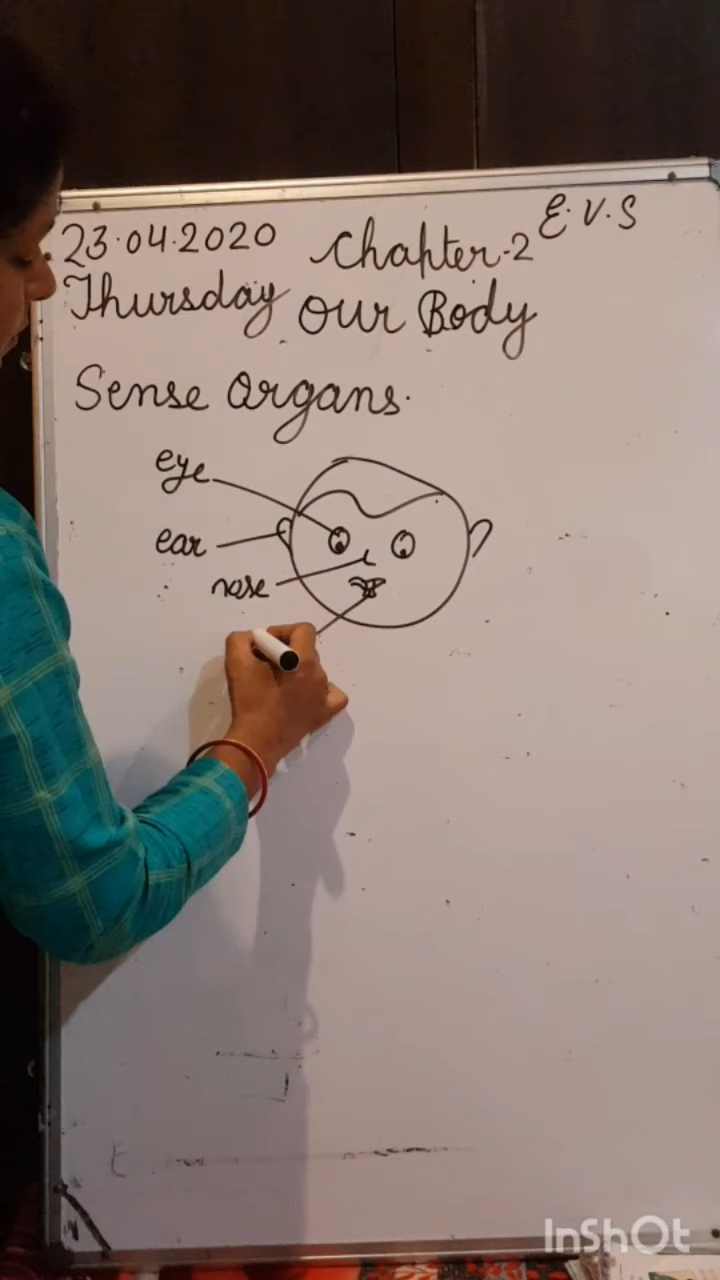 23.04.2020 Chapter-2 E.V.S
Thursday Our Body
Sense Organs.
eye
ear
nose
InShOt